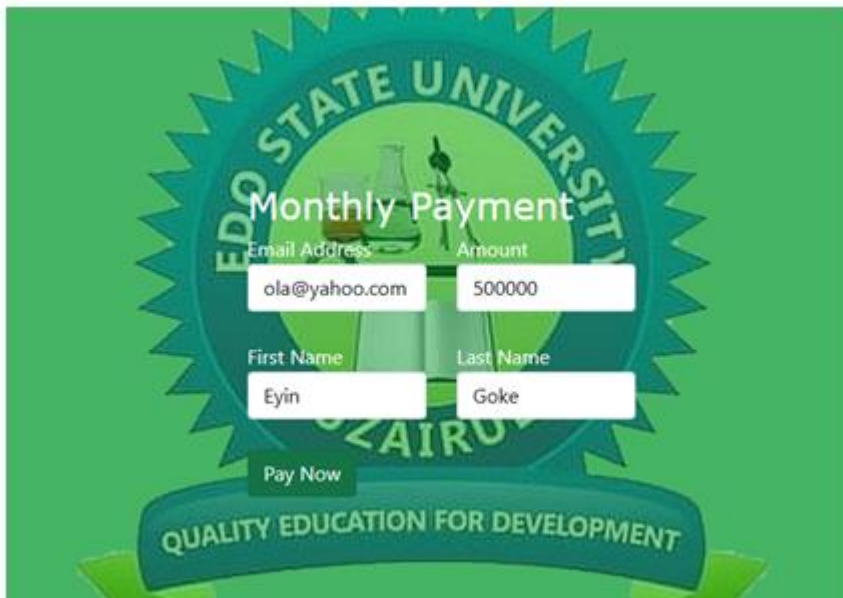 EDO STATE UNIVERSITY
Monthly Payment
Email Address Amount
ola@yahoo.com 500000
First Name Last Name
Eyin Goke
Pay Now
QUALITY EDUCATION FOR DEVELOPMENT